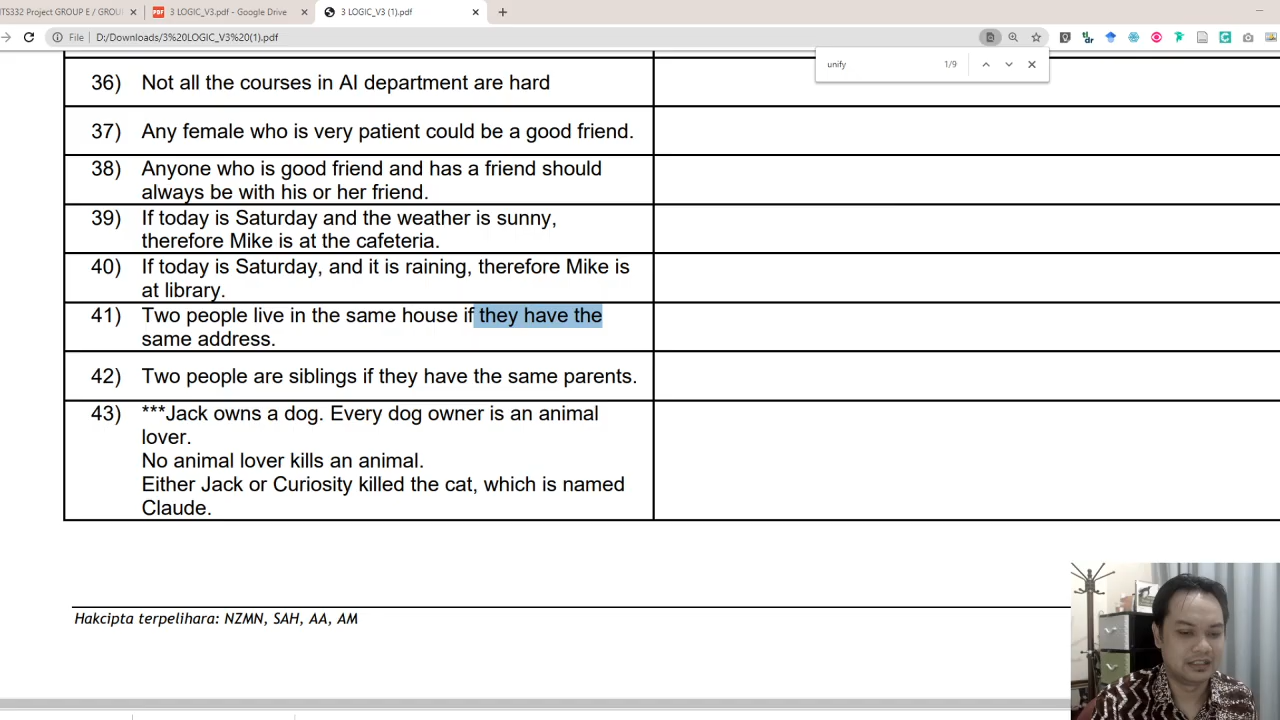 ITS332 Project GROUP E / GROU
3 LOGIC_V3.pdf - Google Drive
3 LOGIC_V3 (1).pdf
File
D:/Downloads/3%20LOGIC_V3%20(1).pdf
unify
1/9
36) Not all the courses in AI department are hard
37) Any female who is very patient could be a good friend.
38) Anyone who is good friend and has a friend should
always be with his or her friend.
39) If today is Saturday and the weather is sunny,
therefore Mike is at the cafeteria.
40) If today is Saturday, and it is raining, therefore Mike is
at library.
41) Two people live in the same house if they have the
same address.
42) Two people are siblings if they have the same parents.
43) ***Jack owns a dog. Every dog owner is an animal
lover.
No animal lover kills an animal.
Either Jack or Curiosity killed the cat, which is named
Claude.
Hakcipta terpelihara: NZMN, SAH, AA, AM